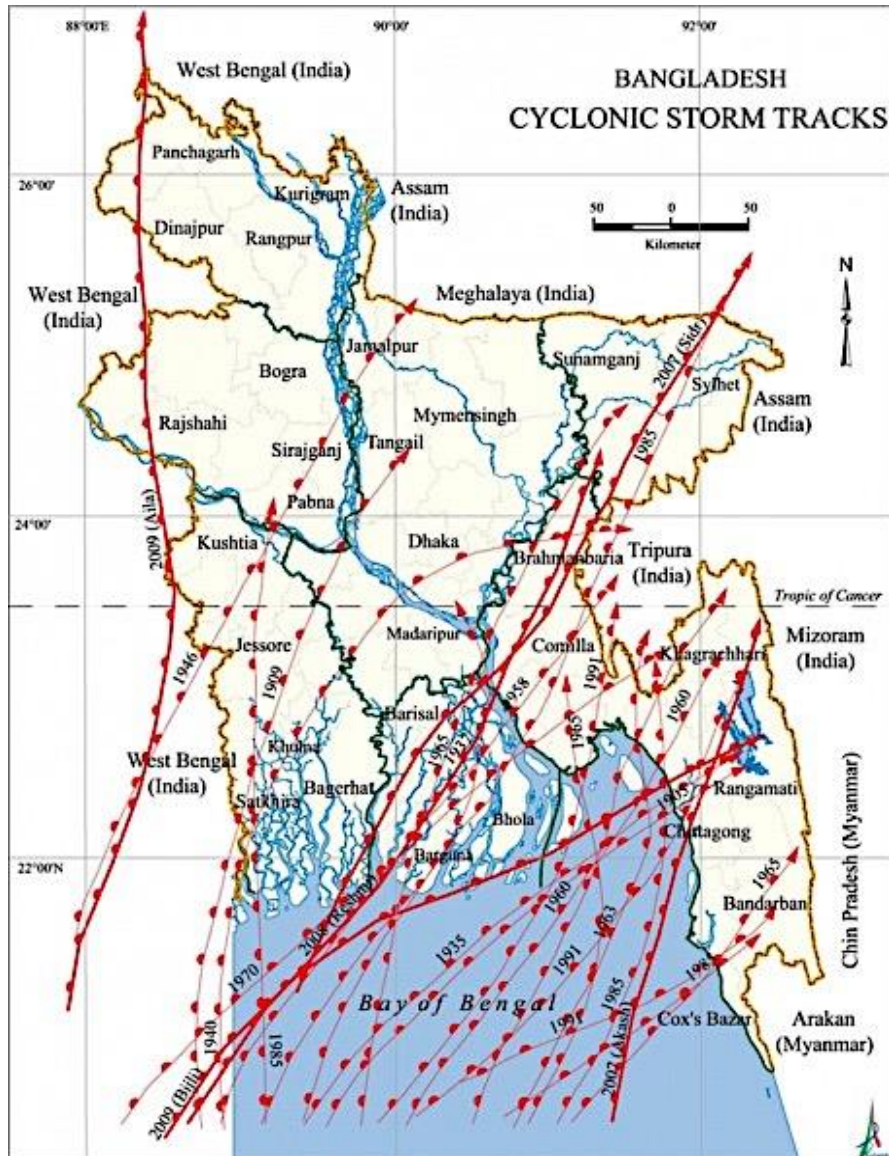 88°00'E
90°00'
92°00'
West Bengal (India)
BANGLADESH
CYCLONIC STORM TRACKS
Panchagarh
26°00'
Kurigram
Assam
(India)
Dinajpur
Rangpur
50 0 50
Kilometer
N
West Bengal
(India)
Meghalaya (India)
Jamalpur
Sunamganj
2007 (Sidr)
Bogra
Sylhet
Assam
(India)
Rajshahi
Mymensingh
Sirajganj
Tangail
1985
Pabna
24°00'
2009 (Aila)
Kushtia
Dhaka
Brahmanbaria
Tripura
(India)
Tropic of Cancer
Madaripur
Jessore
Comilla
Mizoram
(India)
1946
1909
1991
Khagrachhari
1958
1960
Barisal
1965
1965
Khulna
West Bengal
(India)
Bagerhat
Satkhira
Rangamati
Bhola
Chittagong
Barguna
22°00'N
1965
Bandarban
Chin Pradesh (Myanmar)
2008 (Reshmi)
1960
1963
1935
1970
1991
1985
Bay of Bengal
1985
1991
Cox's Bazar
Arakan
(Myanmar)
1940
1985
2009 (Bijli)
2007 (Akash)